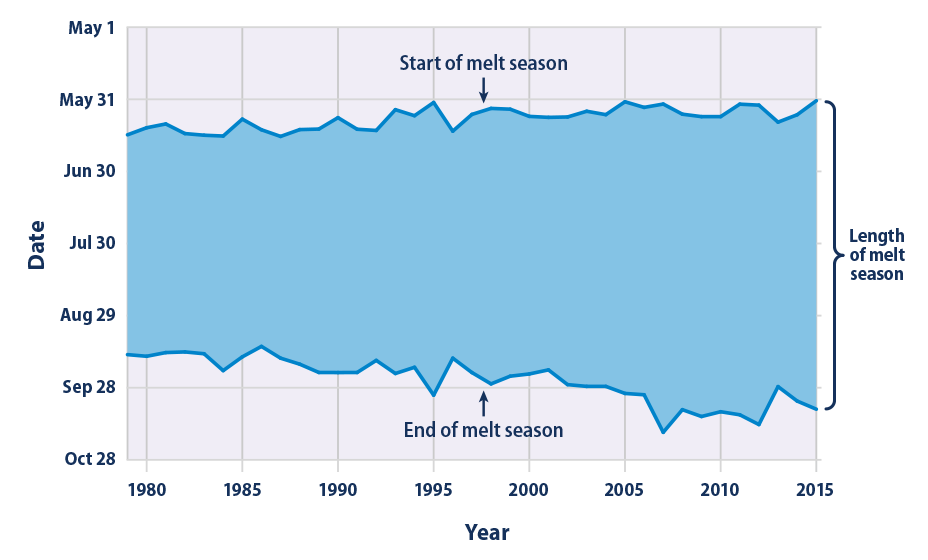 May 1
May 31
Jun 30
Jul 30
Aug 29
Sep 28
Oct 28
Date
Start of melt season
End of melt season
Length
of melt
season
1980
1985
1990
1995
2000
2005
2010
2015
Year